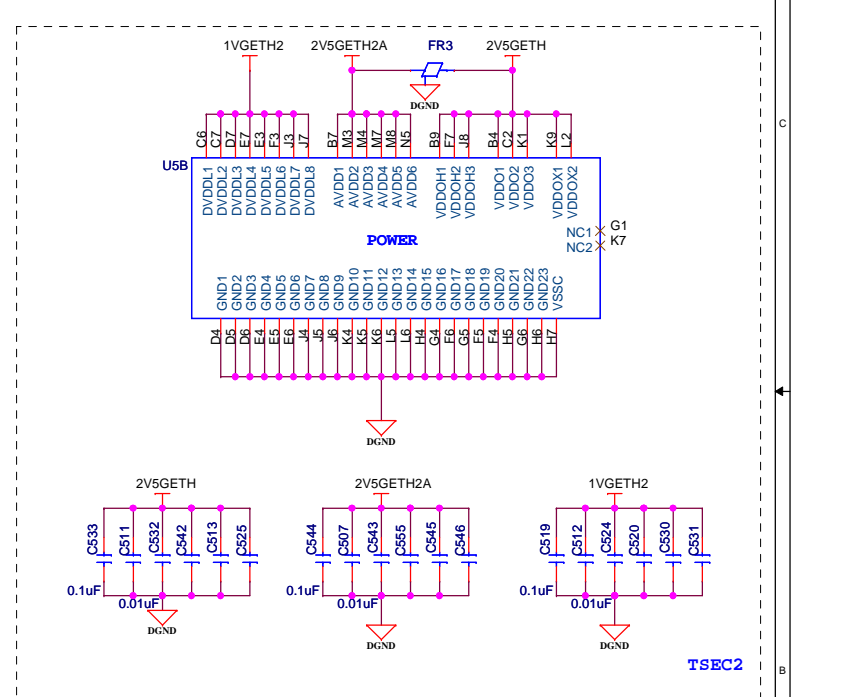 1VGETH2 2V5GETH2A FR3 2V5GETH
DGND
C
C6 C7 D7 E7 E3 F3 J3 J7 B7 M3 M4 M7 M8 N5 B9 F7 J8 B4 C2 K1 K9 L2
U5B
DVDDL1 DVDDL2 DVDDL3 DVDDL4 DVDDL5 DVDDL6 DVDDL7 DVDDL8 AVDD1 AVDD2 AVDD3 AVDD4 AVDD5 AVDD6 VDDOH1 VDDOH2 VDDOH3 VDDO1 VDDO2 VDDO3 VDDOX1 VDDOX2
NC1 G1
POWER
NC2 K7
GND1 GND2 GND3 GND4 GND5 GND6 GND7 GND8 GND9 GND10 GND11 GND12 GND13 GND14 GND15 GND16 GND17 GND18 GND19 GND20 GND21 GND22 GND23 VSSC
D4 D5 D6 E4 E5 E6 J4 J5 J6 K4 K5 K6 L5 L6 H4 G4 F6 G5 F5 F4 H5 G6 H6 H7
DGND
2V5GETH 2V5GETH2A 1VGETH2
C533 C511 C532 C542 C513 C525 C544 C507 C543 C555 C545 C546 C519 C512 C524 C520 C530 C531
0.1uF 0.1uF 0.1uF
0.01uF 0.01uF 0.01uF
DGND DGND DGND
TSEC2
B